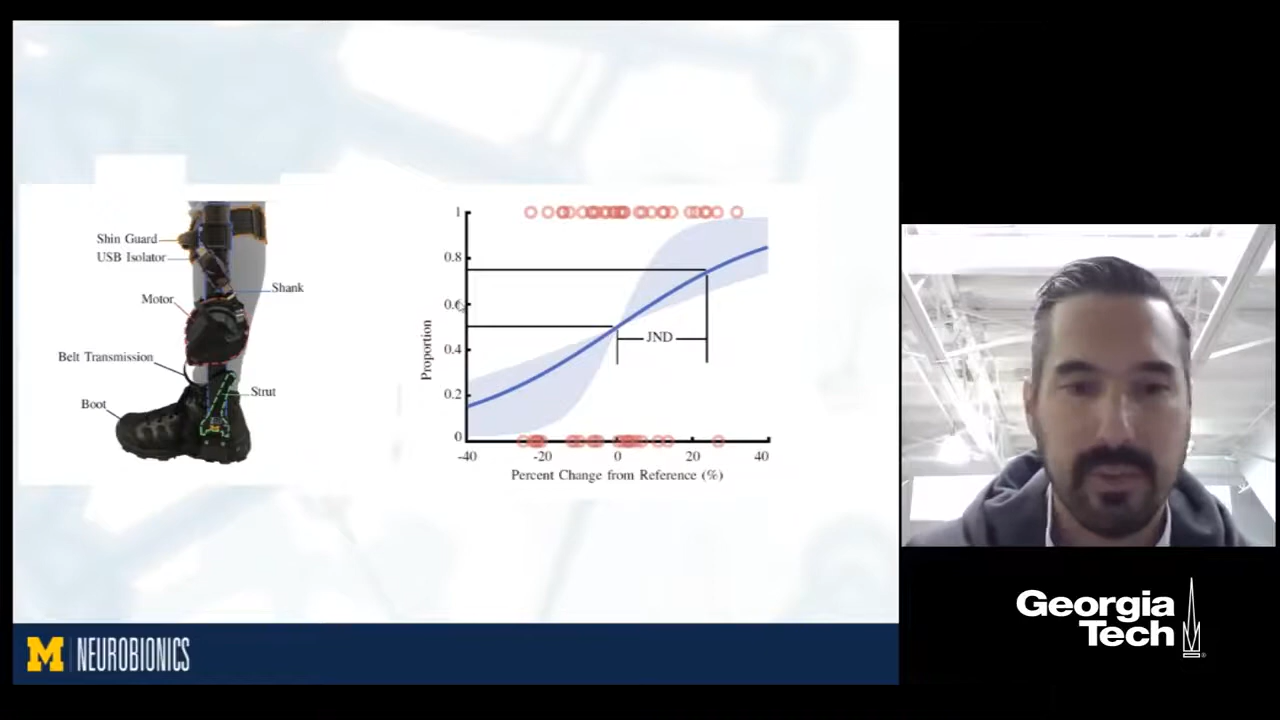 Shin Guard
USB Isolator
Shank
Motor
Belt Transmission
Strut
Boot
1
0.8
0.6
0.4
0.2
0
Proportion
JND
-40
-20
0
20
40
Percent Change from Reference (%)
M NEUROBIONICS
Georgia
Tech